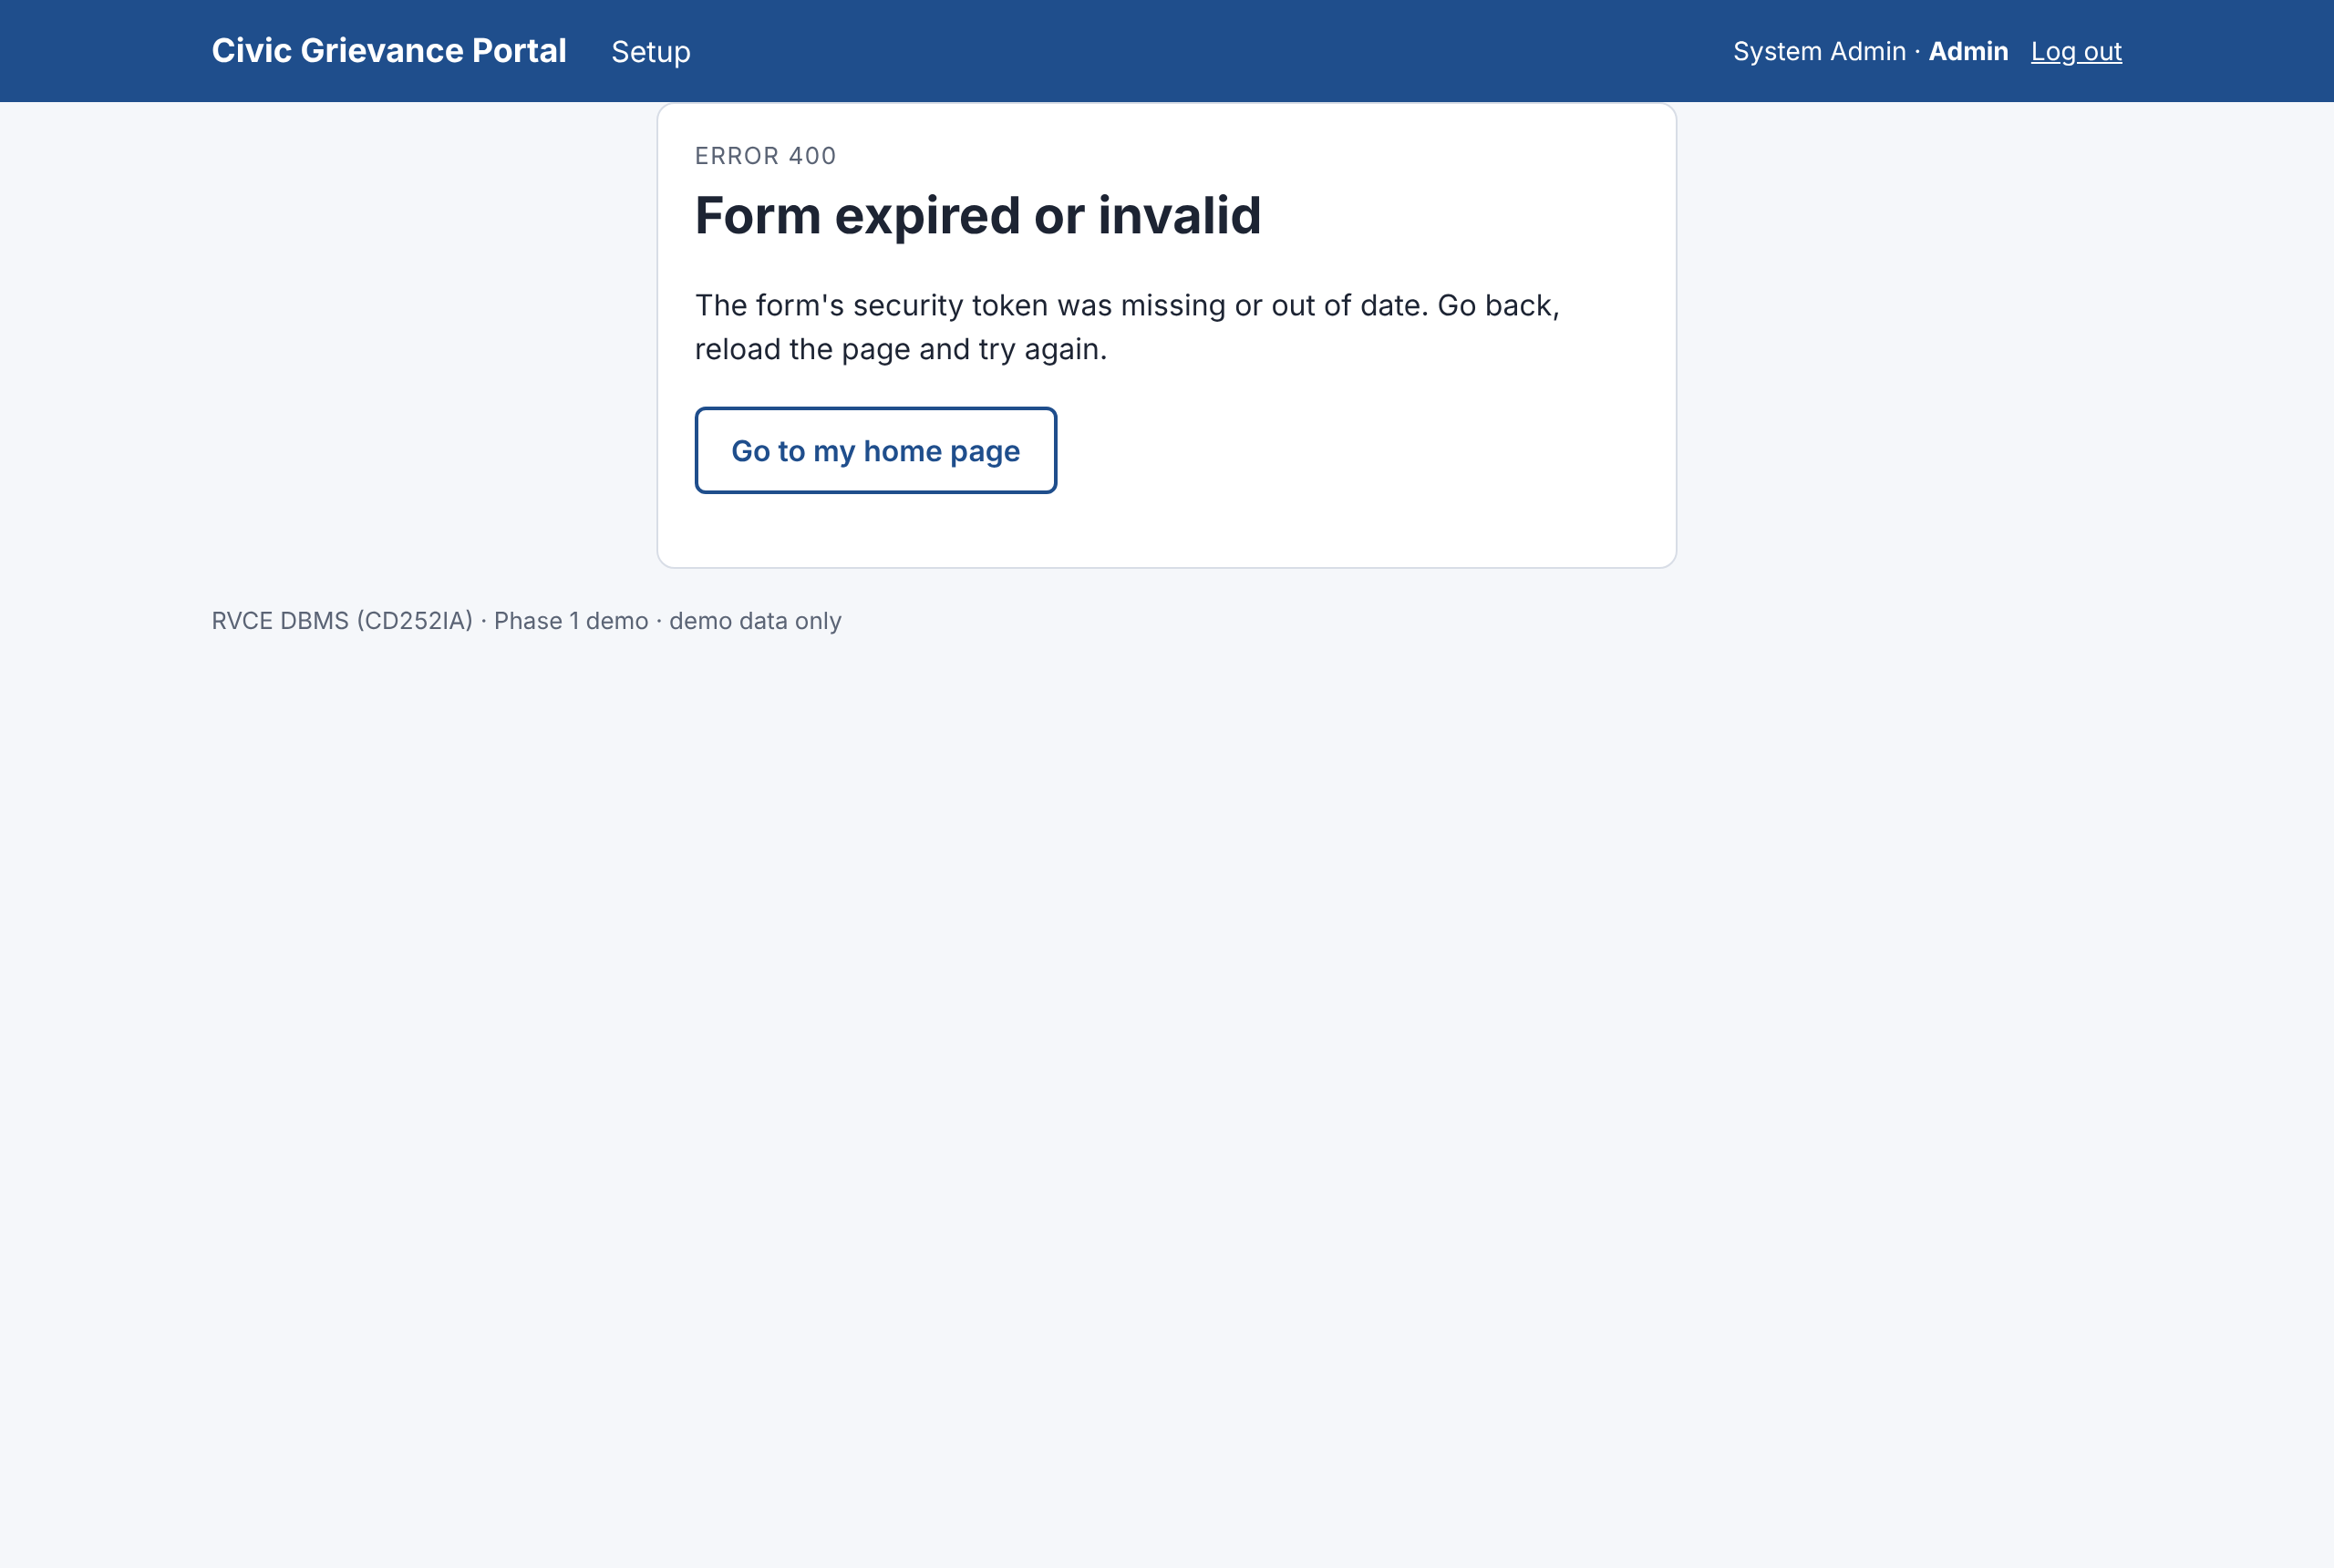 Civic Grievance Portal Setup System Admin · Admin Log out
ERROR 400
Form expired or invalid
The form's security token was missing or out of date. Go back,
reload the page and try again.
Go to my home page
RVCE DBMS (CD252IA) · Phase 1 demo · demo data only